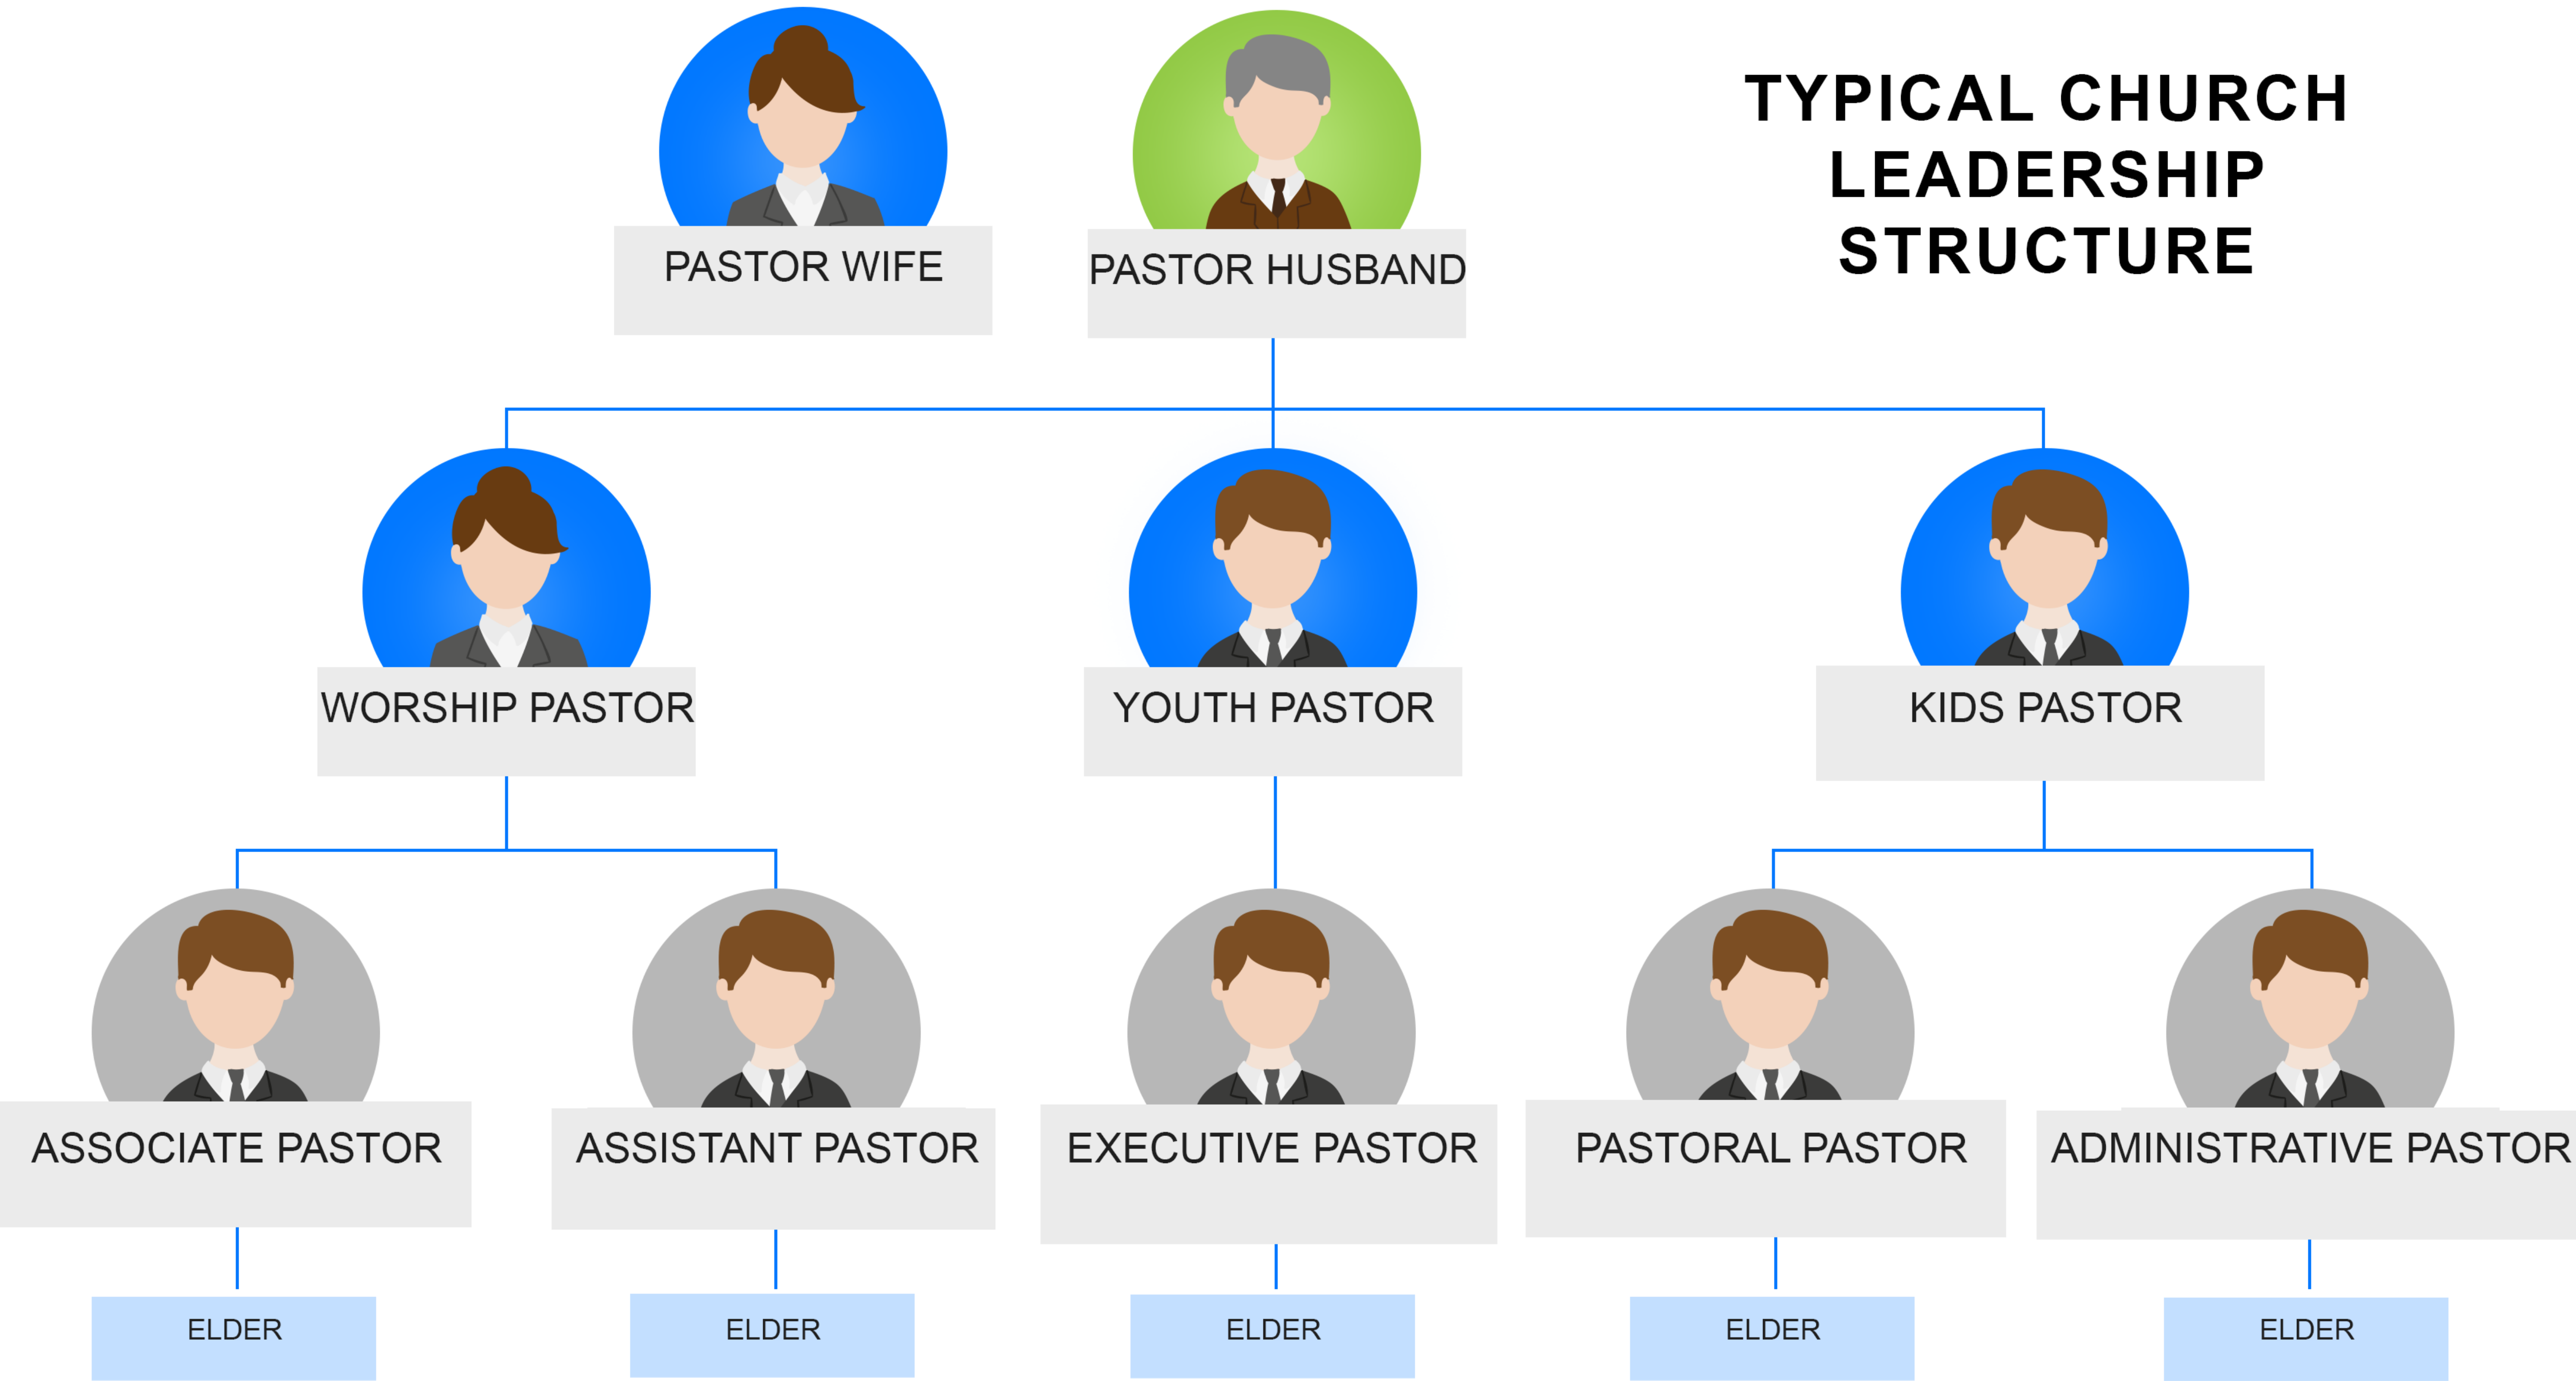 TYPICAL CHURCH
LEADERSHIP
STRUCTURE
PASTOR WIFE
PASTOR HUSBAND
WORSHIP PASTOR
YOUTH PASTOR
KIDS PASTOR
ASSOCIATE PASTOR
ASSISTANT PASTOR
EXECUTIVE PASTOR
PASTORAL PASTOR
ADMINISTRATIVE PASTOR
ELDER
ELDER
ELDER
ELDER
ELDER